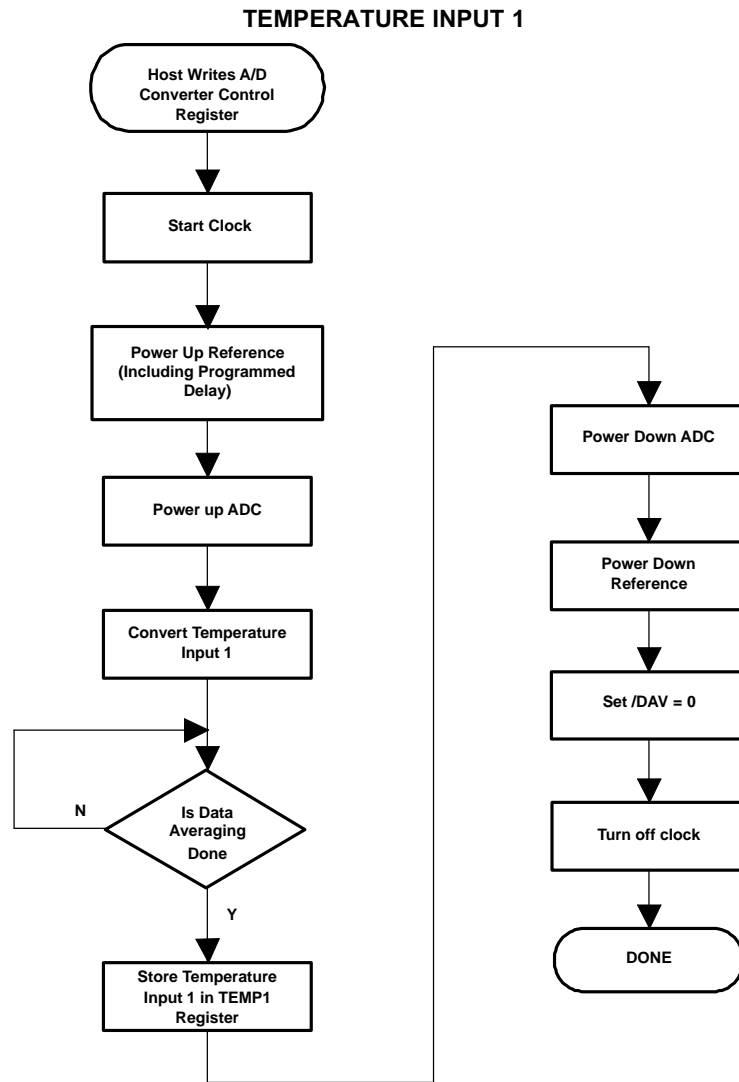 TEMPERATURE INPUT 1
Host Writes A/D
Converter Control
Register
Start Clock
Power Up Reference
(Including Programmed
Delay)
Power up ADC
Convert Temperature
Input 1
N
Is Data
Averaging
Done
Y
Store Temperature
Input 1 in TEMP1
Register
Power Down ADC
Power Down
Reference
Set /DAV = 0
Turn off clock
DONE